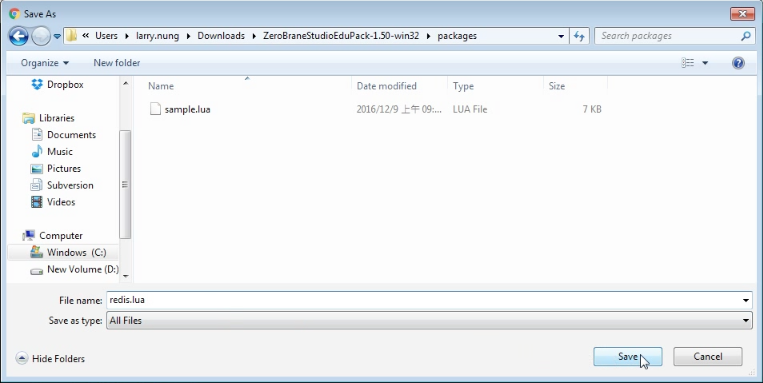 Save As
« Users ▸ larry.nung ▸ Downloads ▸ ZeroBraneStudioEduPack-1.50-win32 ▸ packages
Search packages
Organize ▾ New folder
Dropbox
Libraries
Documents
Music
Pictures
Subversion
Videos
Computer
Windows (C:)
New Volume (D:)
Name Date modified Type Size
sample.lua 2016/12/9 上午 09:... LUA File 7 KB
File name: redis.lua
Save as type: All Files
Hide Folders Save Cancel